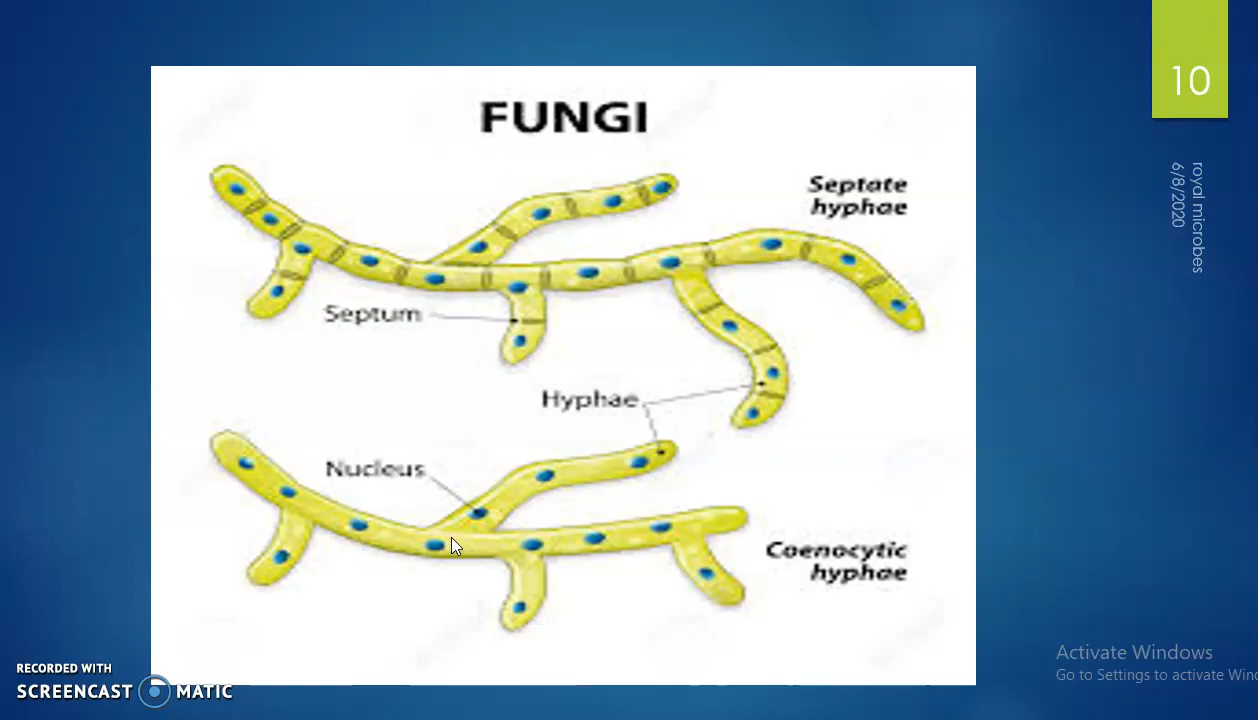 10
royal microbes
6/8/2020
FUNGI
Septate
hyphae
Septum
Hyphae
Nucleus
Coenocytic
hyphae
Activate Windows
Go to Settings to activate
RECORDED WITH
SCREENCAST MATIC